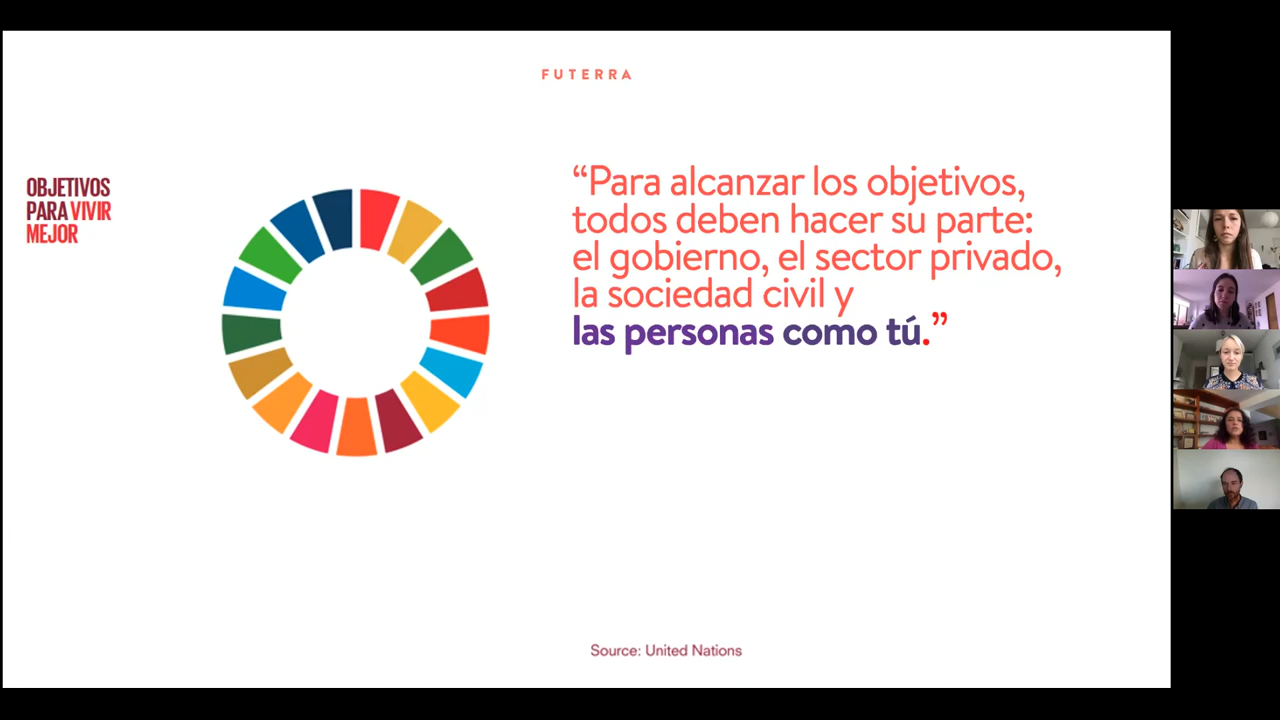 FUTERRA
OBJETIVOS
PARA VIVIR
MEJOR
“Para alcanzar los objetivos,
todos deben hacer su parte:
el gobierno, el sector privado,
la sociedad civil y
las personas como tú.”
Source: United Nations